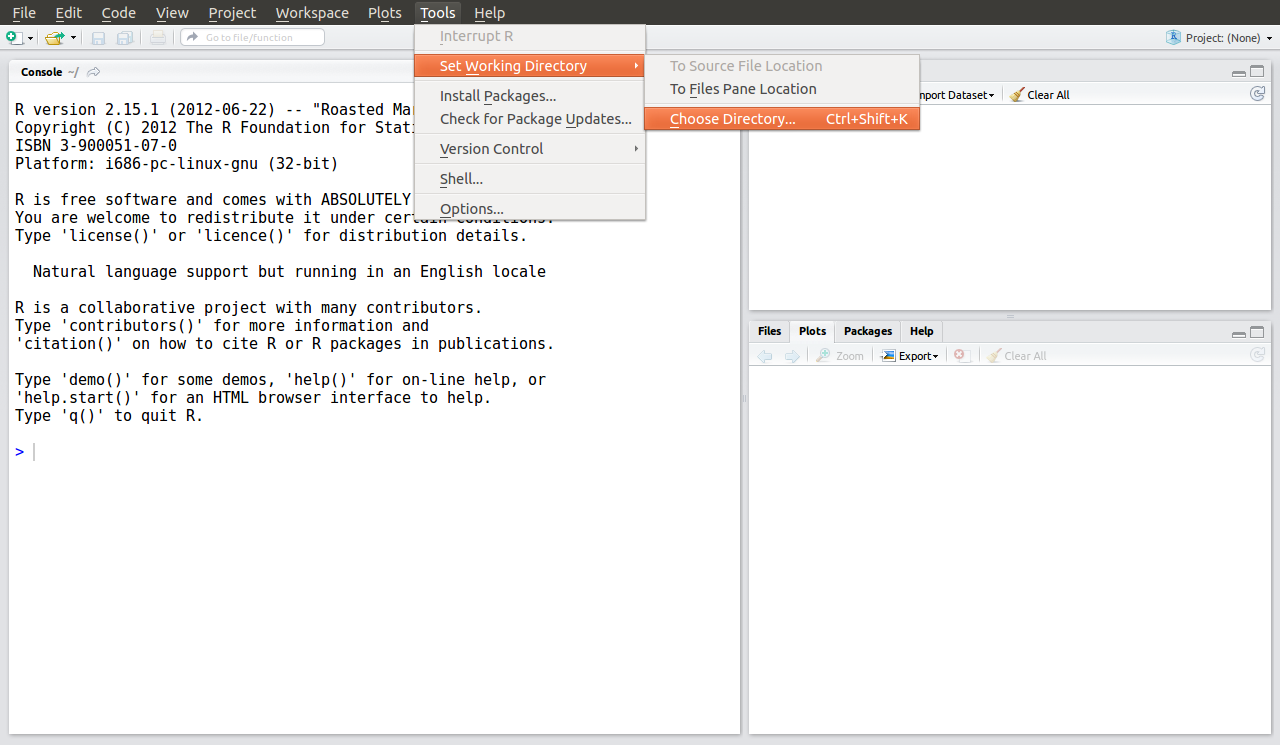 File Edit Code View Project Workspace Plots Tools Help
Go to file/function
Project: (None)
Interrupt R
Set Working Directory
Install Packages...
Check for Package Updates...
Version Control
Shell...
Options...
To Source File Location
To Files Pane Location
Choose Directory... Ctrl+Shift+K
Console ~/
R version 2.15.1 (2012-06-22) -- "Roasted
Copyright (C) 2012 The R Foundation for
ISBN 3-900051-07-0
Platform: i686-pc-linux-gnu (32-bit)
R is free software and comes with ABSOLUTELY
You are welcome to redistribute it under certain conditions.
Type 'license()' or 'licence()' for distribution details.
Natural language support but running in an English locale
R is a collaborative project with many contributors.
Type 'contributors()' for more information and
'citation()' on how to cite R or R packages in publications.
Type 'demo()' for some demos, 'help()' for on-line help, or
'help.start()' for an HTML browser interface to help.
Type 'q()' to quit R.
>
Dataset Clear All
Files Plots Packages Help
Zoom Export Clear All